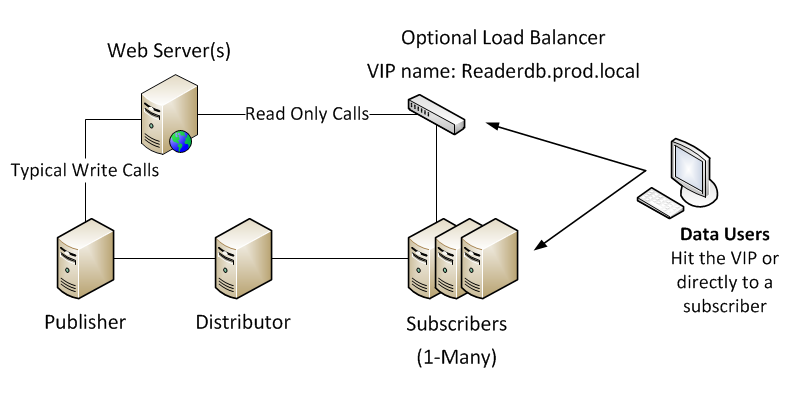 Web Server(s)
Optional Load Balancer
VIP name: Readerdb.prod.local
Read Only Calls
Typical Write Calls
Publisher
Distributor
Subscribers
(1-Many)
Data Users
Hit the VIP or
directly to a
subscriber